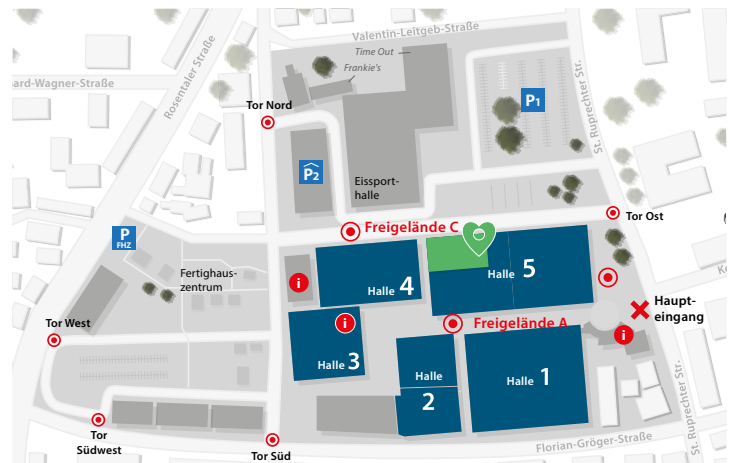 Valentin-Leitgeb-Straße
Time Out
Frankie's
ard-Wagner-Straße
Rosentaler Straße
St. Ruprechter Str.
Tor Nord
P1
P2
Eissport-
halle
Tor Ost
Freigelände C
P
FHZ
Fertighaus-
zentrum
i
Halle 4
Halle 5
Haupt-
eingang
i
Freigelände A
i
Tor West
Halle 3
Halle
2
Halle 1
St. Ruprechter Str.
Tor
Südwest
Tor Süd
Florian-Gröger-Straße